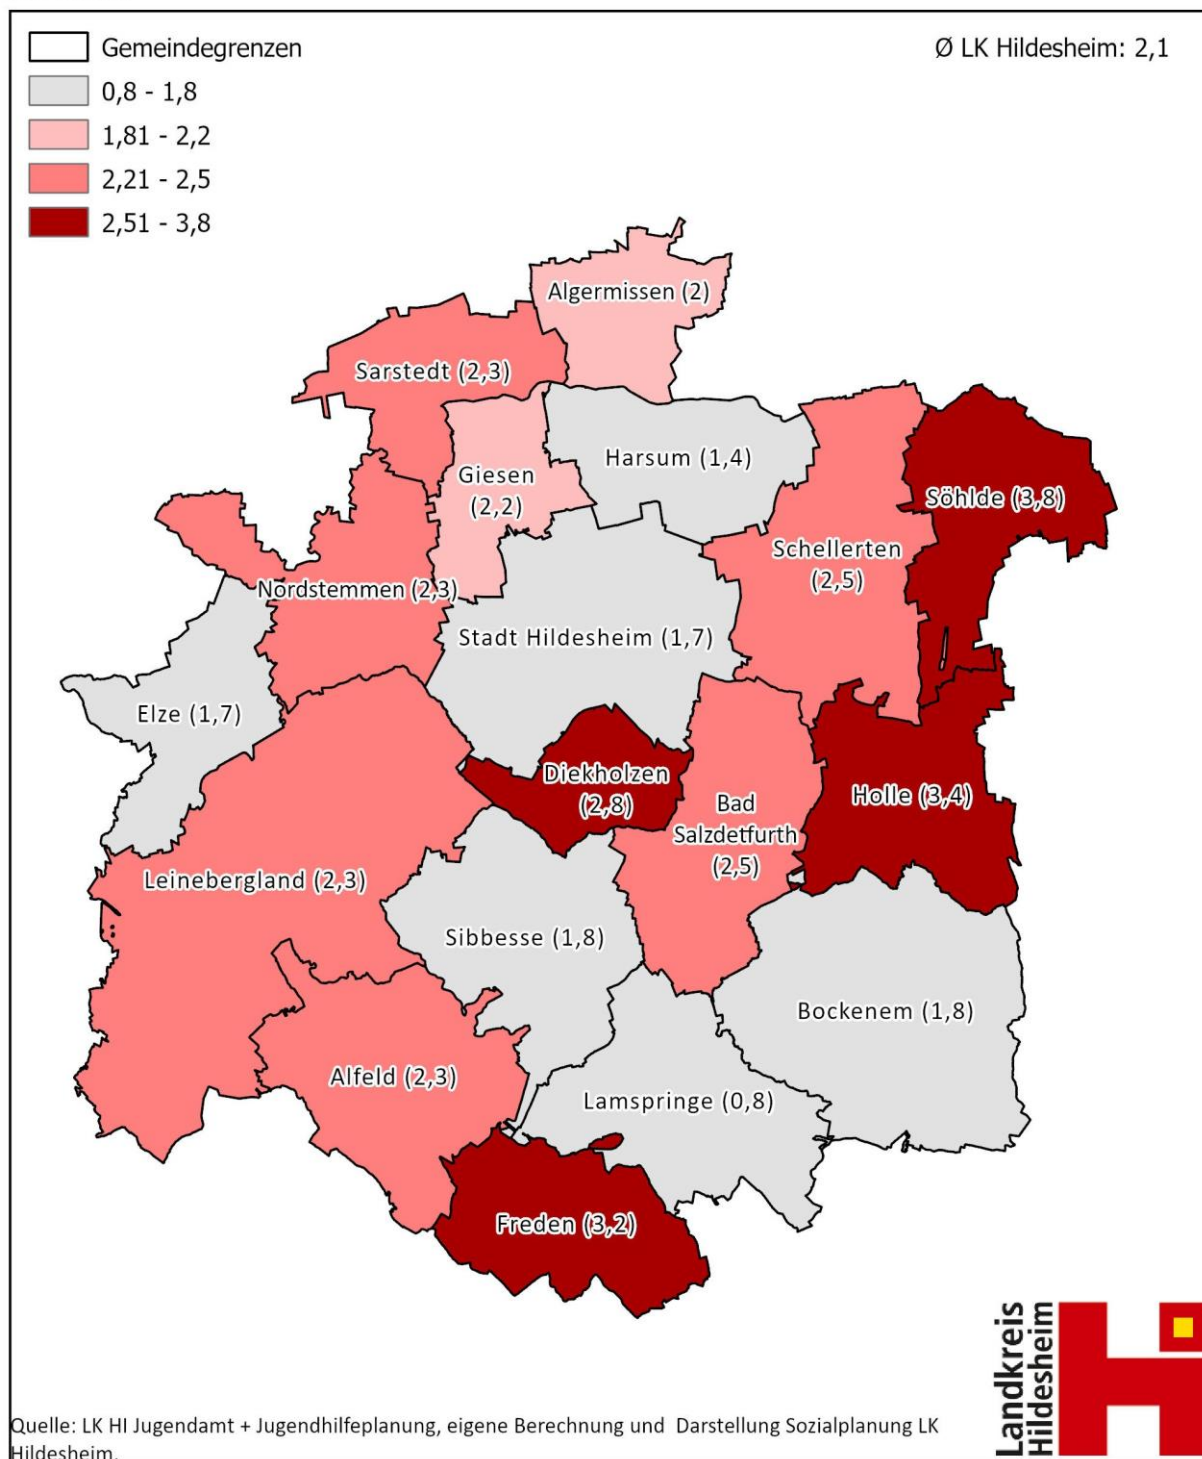 Gemeindegrenzen
0,8 - 1,8
1,81 - 2,2
2,21 - 2,5
2,51 - 3,8
Ø LK Hildesheim: 2,1
Algermissen (2)
Sarstedt (2,3)
Harsum (1,4)
Giesen
(2,2)
Söhlde (3,8)
Schellerten
(2,5)
Nordstemmen (2,3)
Stadt Hildesheim (1,7)
Elze (1,7)
Diekholzen
(2,8)
Holle (3,4)
Bad
Salzdetfurth
(2,5)
Leinebergland (2,3)
Sibbesse (1,8)
Bockenem (1,8)
Alfeld (2,3)
Lamspringe (0,8)
Freden (3,2)
Landkreis
Hildesheim
Quelle: LK HI Jugendamt + Jugendhilfeplanung, eigene Berechnung und  Darstellung Sozialplanung LK
Hildesheim.